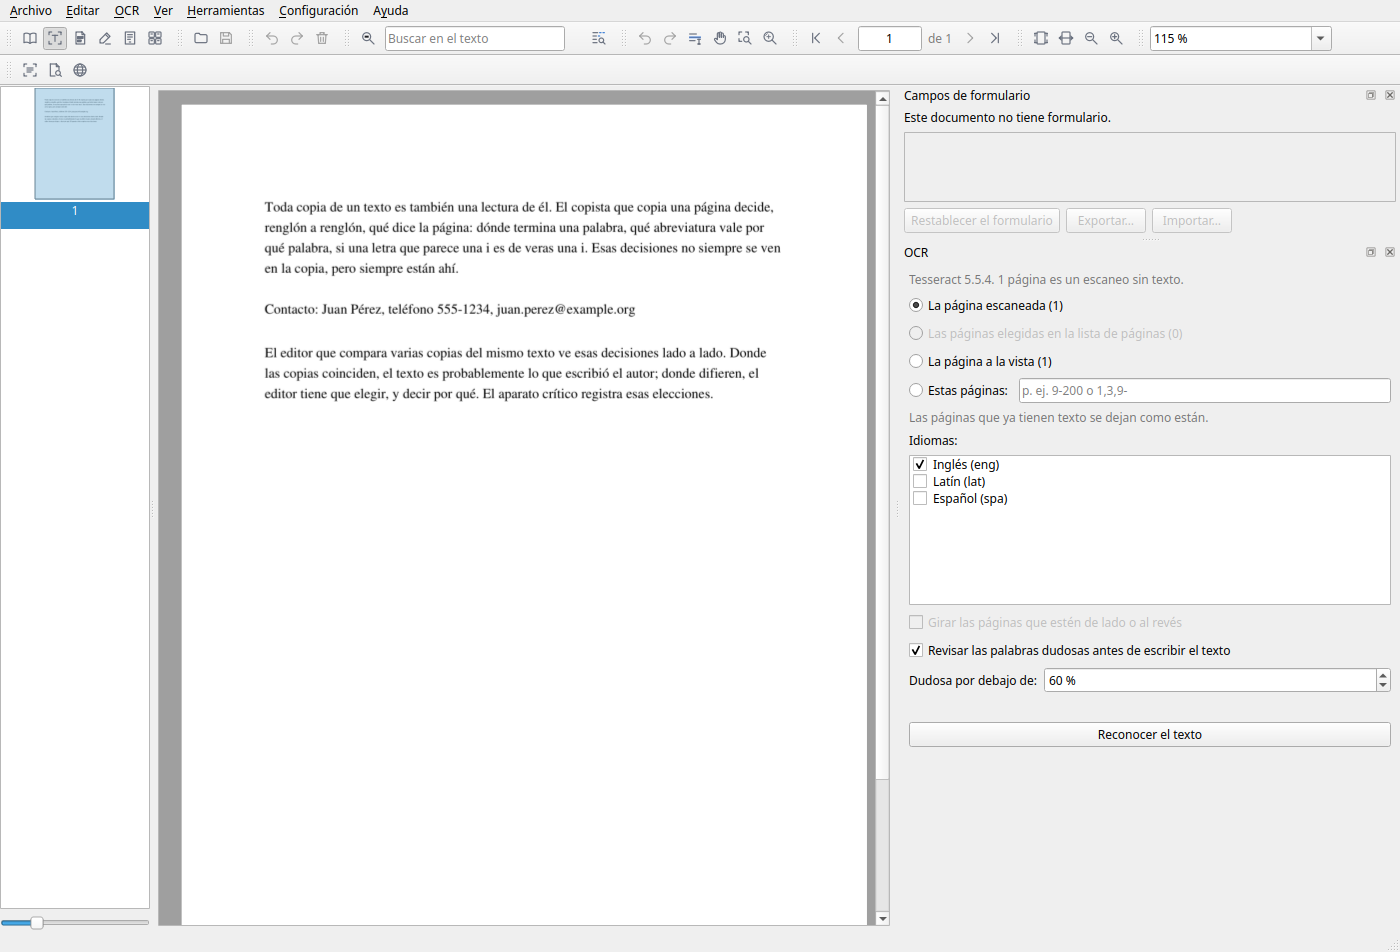 Archivo Editar OCR Ver Herramientas Configuración Ayuda
Buscar en el texto
1 de 1
115 %
1
Toda copia de un texto es también una lectura de él. El copista que copia una página decide,
renglón a renglón, qué dice la página: dónde termina una palabra, qué abreviatura vale por
qué palabra, si una letra que parece una i es de veras una i. Esas decisiones no siempre se ven
en la copia, pero siempre están ahí.
Contacto: Juan Pérez, teléfono 555-1234, juan.perez@example.org
El editor que compara varias copias del mismo texto ve esas decisiones lado a lado. Donde
las copias coinciden, el texto es probablemente lo que escribió el autor; donde difieren, el
editor tiene que elegir, y decir por qué. El aparato crítico registra esas elecciones.
Campos de formulario
Este documento no tiene formulario.
Restablecer el formulario Exportar... Importar...
OCR
Tesseract 5.5.4. 1 página es un escaneo sin texto.
La página escaneada (1)
Las páginas elegidas en la lista de páginas (0)
La página a la vista (1)
Estas páginas: p. ej. 9-200 o 1,3,9-
Las páginas que ya tienen texto se dejan como están.
Idiomas:
Inglés (eng)
Latín (lat)
Español (spa)
Girar las páginas que estén de lado o al revés
Revisar las palabras dudosas antes de escribir el texto
Dudosa por debajo de: 60 %
Reconocer el texto